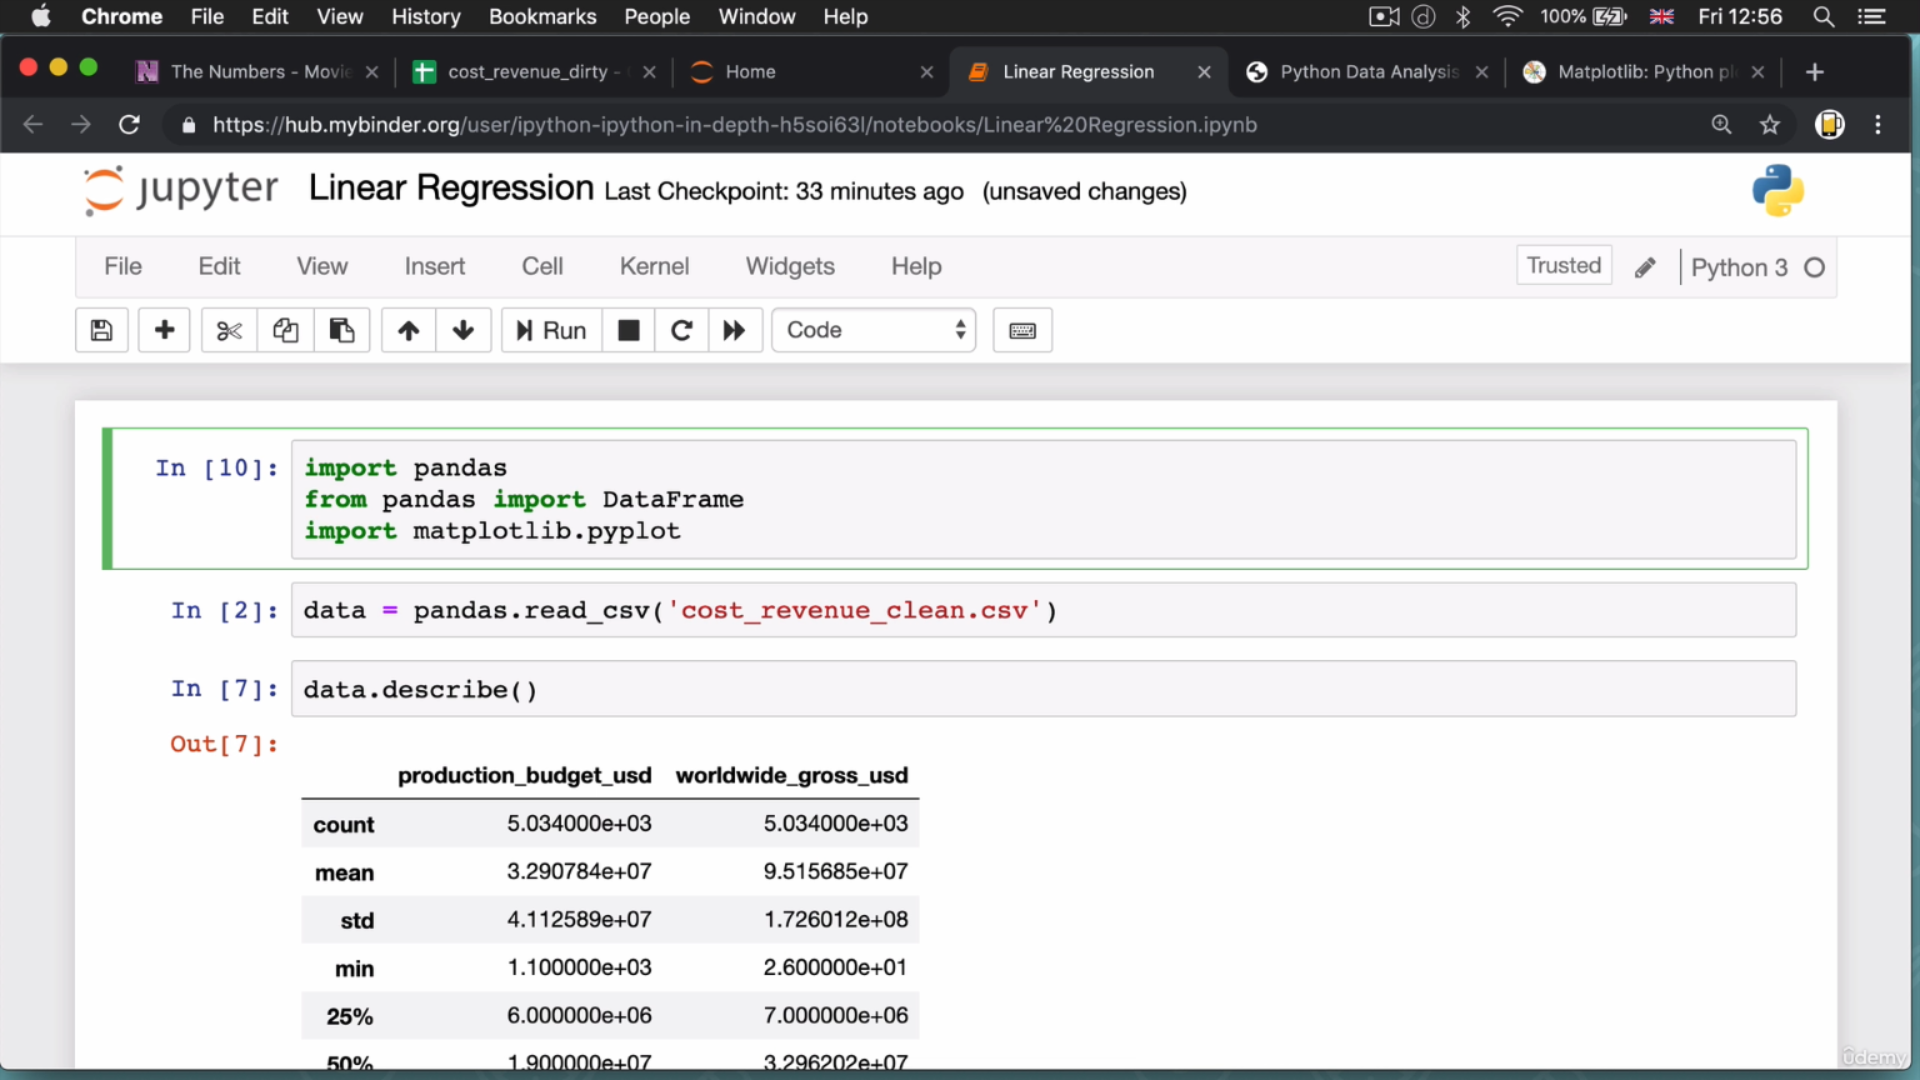 Chrome File Edit View History Bookmarks People Window Help 100% Fri 12:56
The Numbers - Movie cost_revenue_dirty - Home Linear Regression Python Data Analysis Matplotlib: Python pl
https://hub.mybinder.org/user/ipython-ipython-in-depth-h5soi63l/notebooks/Linear%20Regression.ipynb
jupyter Linear Regression Last Checkpoint: 33 minutes ago (unsaved changes)
File Edit View Insert Cell Kernel Widgets Help Trusted Python 3
Run Code
In [10]: import pandas
from pandas import DataFrame
import matplotlib.pyplot
In [2]: data = pandas.read_csv('cost_revenue_clean.csv')
In [7]: data.describe()
Out[7]:
production_budget_usd worldwide_gross_usd
count 5.034000e+03 5.034000e+03
mean 3.290784e+07 9.515685e+07
std 4.112589e+07 1.726012e+08
min 1.100000e+03 2.600000e+01
25% 6.000000e+06 7.000000e+06
50% 1.900000e+07 3.296202e+07
ûdemy